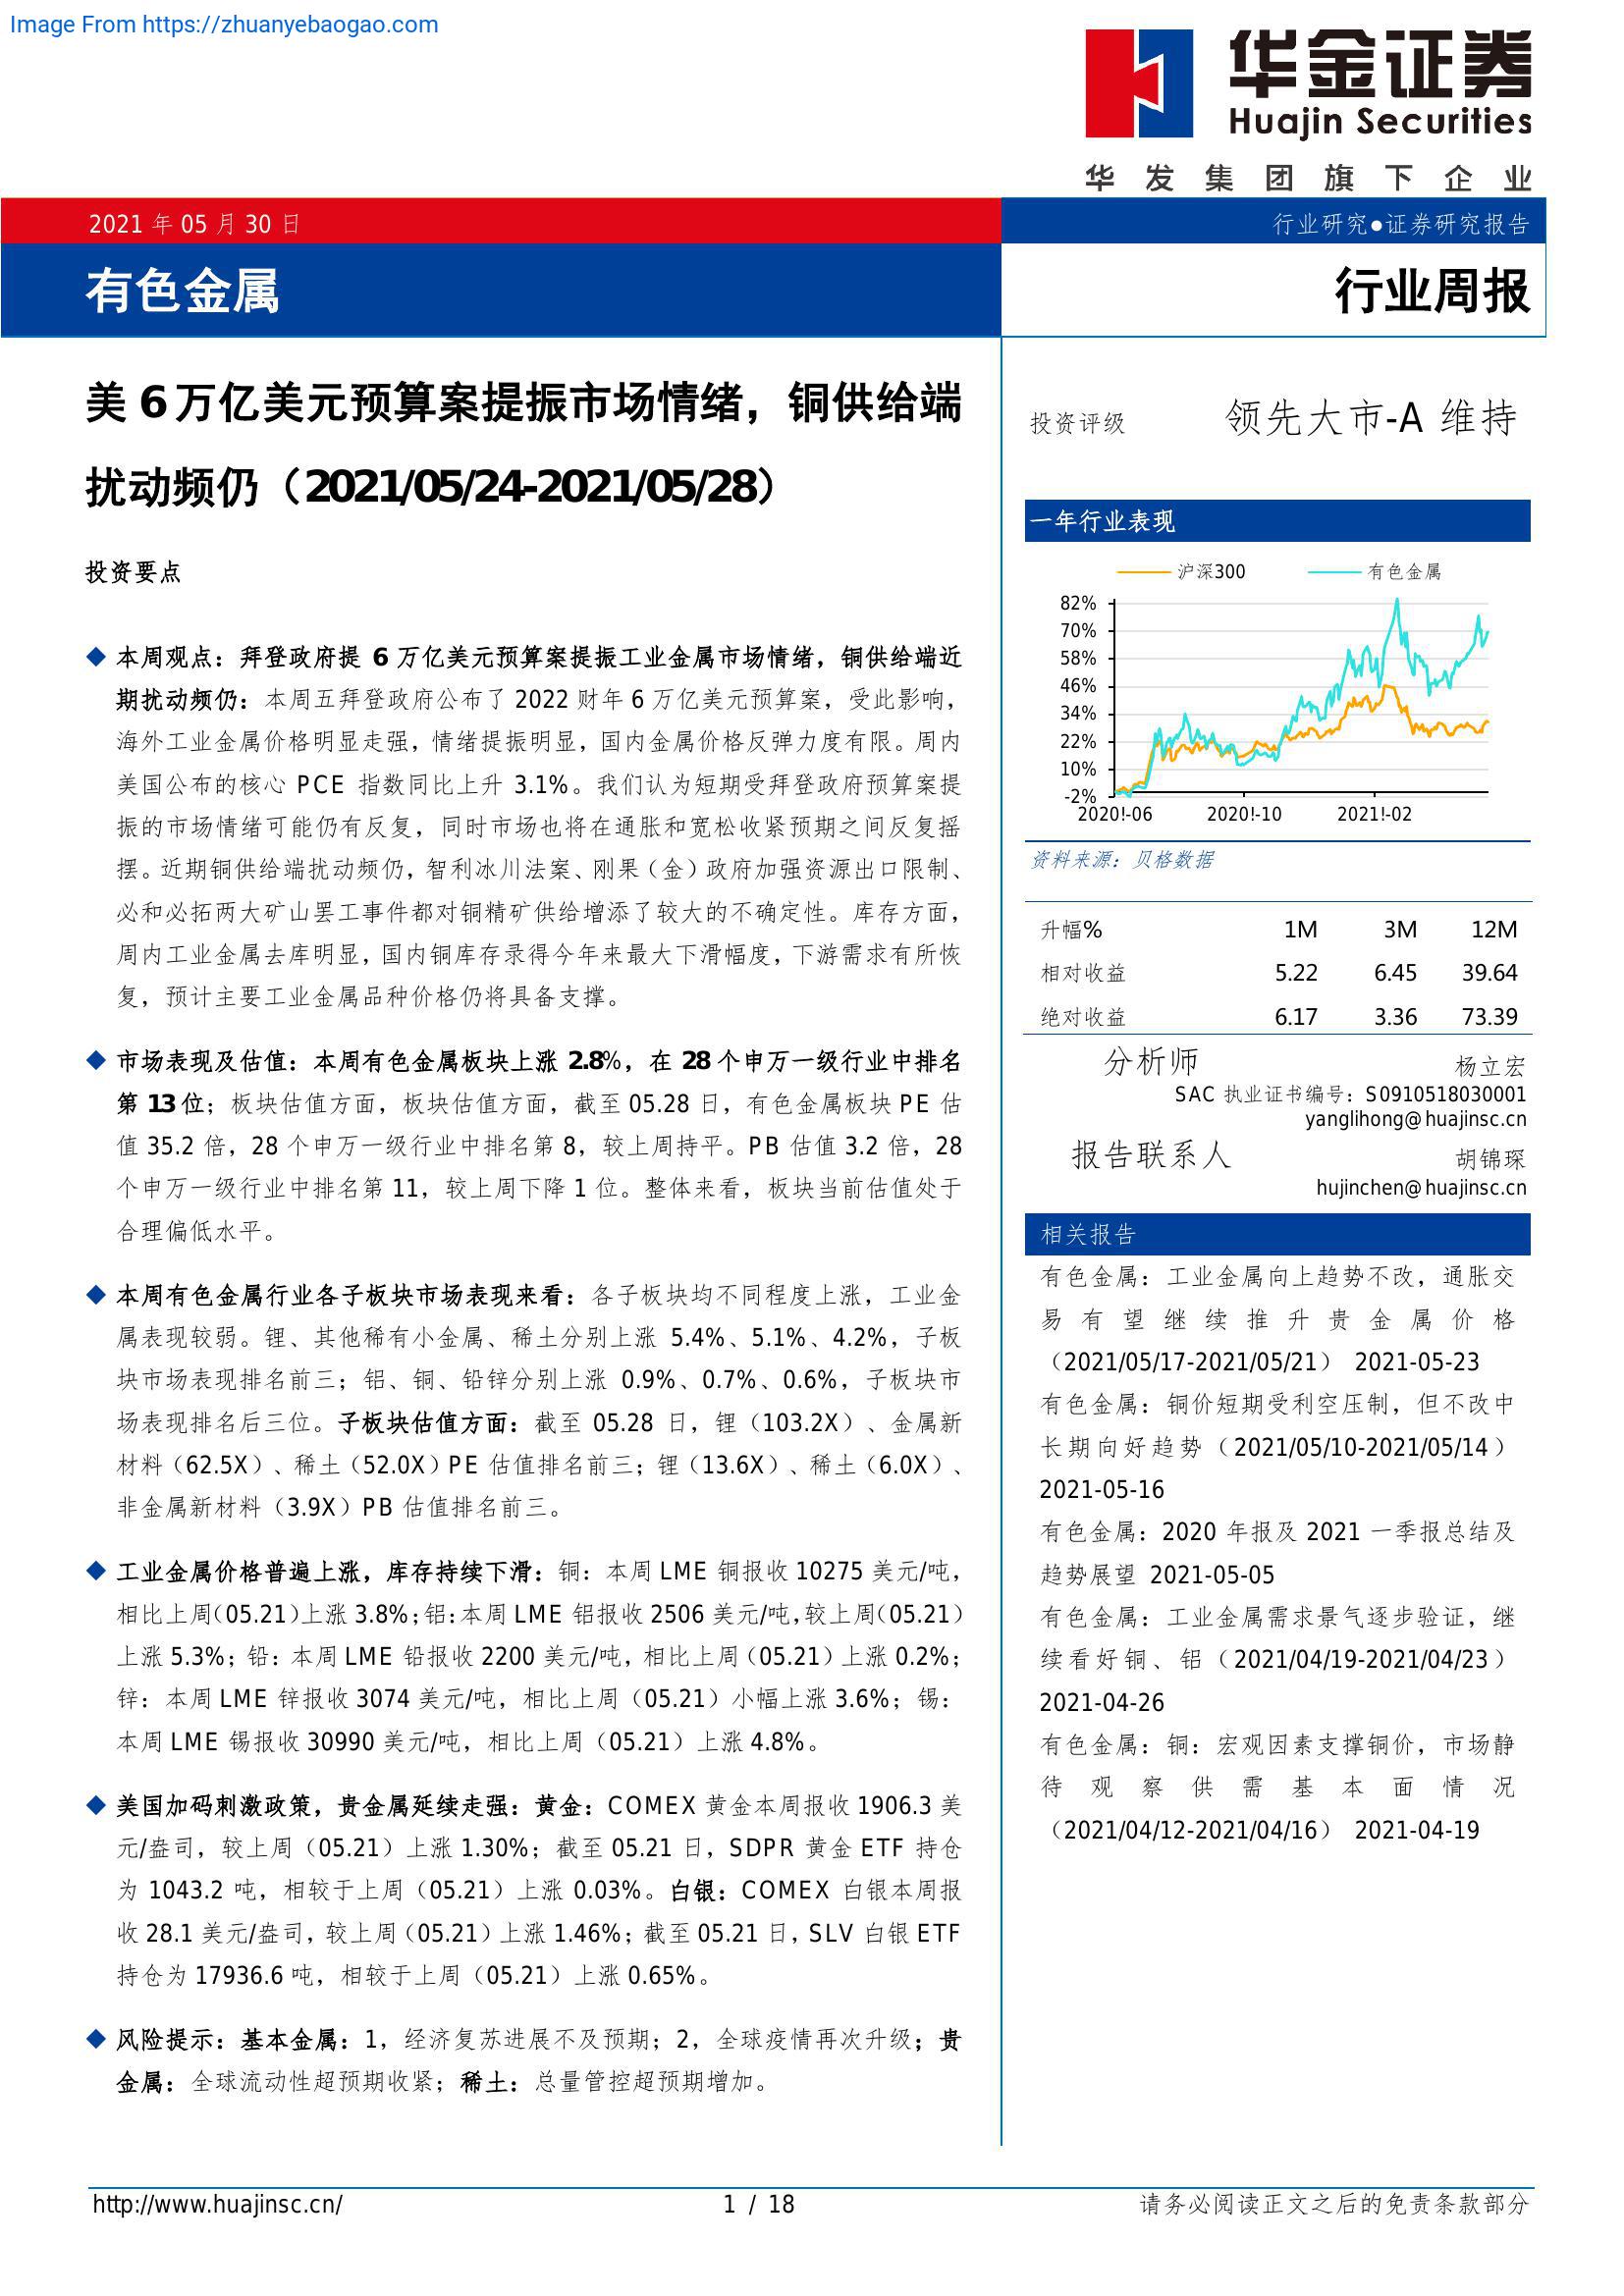 Image From https://zhuanyebaogao.com
华金证券
Huajin Securities
华发集团旗下企业
2021 年 05 月 30 日
行业研究●证券研究报告
有色金属
行业周报
美 6 万亿美元预算案提振市场情绪，铜供给端
扰动频仍（2021/05/24-2021/05/28）
投资要点
◆ 本周观点：拜登政府提 6 万亿美元预算案提振工业金属市场情绪，铜供给端近
期扰动频仍：本周五拜登政府公布了 2022 财年 6 万亿美元预算案，受此影响，
海外工业金属价格明显走强，情绪提振明显，国内金属价格反弹力度有限。周内
美国公布的核心 PCE 指数同比上升 3.1%。我们认为短期受拜登政府预算案提
振的市场情绪可能仍有反复，同时市场也将在通胀和宽松收紧预期之间反复摇
摆。近期铜供给端扰动频仍，智利冰川法案、刚果（金）政府加强资源出口限制、
必和必拓两大矿山罢工事件都对铜精矿供给增添了较大的不确定性。库存方面，
周内工业金属去库明显，国内铜库存录得今年来最大下滑幅度，下游需求有所恢
复，预计主要工业金属品种价格仍将具备支撑。
◆ 市场表现及估值：本周有色金属板块上涨 2.8%，在 28 个申万一级行业中排名
第 13 位；板块估值方面，板块估值方面，截至 05.28 日，有色金属板块 PE 估
值 35.2 倍，28 个申万一级行业中排名第 8，较上周持平。PB 估值 3.2 倍，28
个申万一级行业中排名第 11，较上周下降 1 位。整体来看，板块当前估值处于
合理偏低水平。
◆ 本周有色金属行业各子板块市场表现来看：各子板块均不同程度上涨，工业金
属表现较弱。锂、其他稀有小金属、稀土分别上涨 5.4%、5.1%、4.2%，子板
块市场表现排名前三；铝、铜、铅锌分别上涨 0.9%、0.7%、0.6%，子板块市
场表现排名后三位。子板块估值方面：截至 05.28 日，锂（103.2X）、金属新
材料（62.5X）、稀土（52.0X）PE 估值排名前三；锂（13.6X）、稀土（6.0X）、
非金属新材料（3.9X）PB 估值排名前三。
◆ 工业金属价格普遍上涨，库存持续下滑：铜：本周 LME 铜报收 10275 美元/吨，
相比上周（05.21）上涨 3.8%；铝：本周 LME 铝报收 2506 美元/吨，较上周（05.21）
上涨 5.3%；铅：本周 LME 铅报收 2200 美元/吨，相比上周（05.21）上涨 0.2%；
锌：本周 LME 锌报收 3074 美元/吨，相比上周（05.21）小幅上涨 3.6%；锡：
本周 LME 锡报收 30990 美元/吨，相比上周（05.21）上涨 4.8%。
◆ 美国加码刺激政策，贵金属延续走强：黄金：COMEX 黄金本周报收 1906.3 美
元/盎司，较上周（05.21）上涨 1.30%；截至 05.21 日，SDPR 黄金 ETF 持仓
为 1043.2 吨，相较于上周（05.21）上涨 0.03%。白银：COMEX 白银本周报
收 28.1 美元/盎司，较上周（05.21）上涨 1.46%；截至 05.21 日，SLV 白银 ETF
持仓为 17936.6 吨，相较于上周（05.21）上涨 0.65%。
◆ 风险提示：基本金属：1，经济复苏进展不及预期；2，全球疫情再次升级；贵
金属：全球流动性超预期收紧；稀土：总量管控超预期增加。
投资评级 领先大市-A 维持
一年行业表现
沪深300 有色金属
82%
70%
58%
46%
34%
22%
10%
-2%
2020!-06 2020!-10 2021!-02
资料来源：贝格数据
升幅% 1M 3M 12M
相对收益 5.22 6.45 39.64
绝对收益 6.17 3.36 73.39
分析师 杨立宏
SAC 执业证书编号：S0910518030001
yanglihong@huajinsc.cn
报告联系人 胡锦琛
hujinchen@huajinsc.cn
相关报告
有色金属：工业金属向上趋势不改，通胀交
易有望继续推升贵金属价格
（2021/05/17-2021/05/21） 2021-05-23
有色金属：铜价短期受利空压制，但不改中
长期向好趋势（2021/05/10-2021/05/14）
2021-05-16
有色金属：2020 年报及 2021 一季报总结及
趋势展望 2021-05-05
有色金属：工业金属需求景气逐步验证，继
续看好铜、铝（2021/04/19-2021/04/23）
2021-04-26
有色金属：铜：宏观因素支撑铜价，市场静
待观察供需基本面情况
（2021/04/12-2021/04/16） 2021-04-19
http://www.huajinsc.cn/
1 / 18
请务必阅读正文之后的免责条款部分